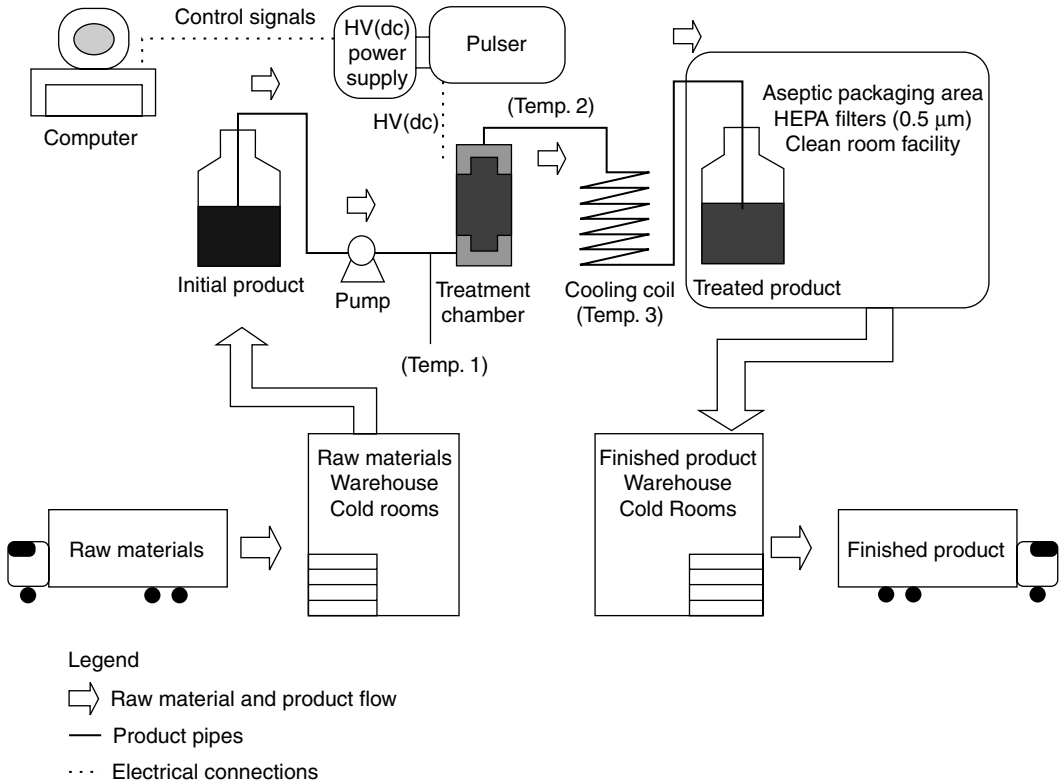 Control signals
HV(dc)
power
supply
Pulser
Computer
HV(dc)
(Temp. 2)
Aseptic packaging area
HEPA filters (0.5 μm)
Clean room facility
Initial product
Pump
Treatment
chamber
Cooling coil
(Temp. 3)
Treated product
(Temp. 1)
Raw materials
Warehouse
Cold rooms
Finished product
Warehouse
Cold Rooms
Raw materials
Finished product
Legend
Raw material and product flow
Product pipes
Electrical connections